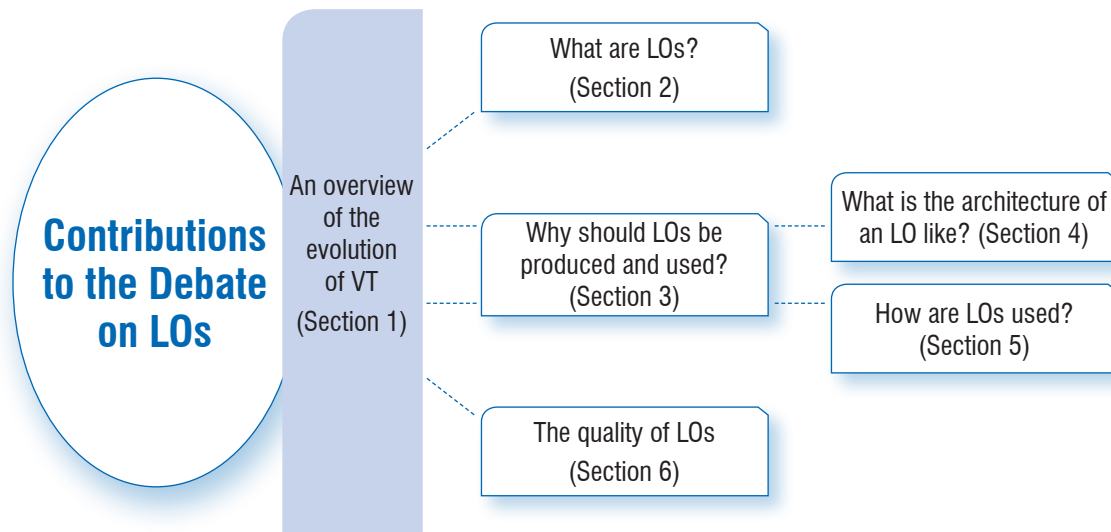 Contributions
to the Debate
on LOs
An overview
of the
evolution
of VT
(Section 1)
What are LOs?
(Section 2)
Why should LOs be
produced and used?
(Section 3)
What is the architecture of
an LO like? (Section 4)
How are LOs used?
(Section 5)
The quality of LOs
(Section 6)